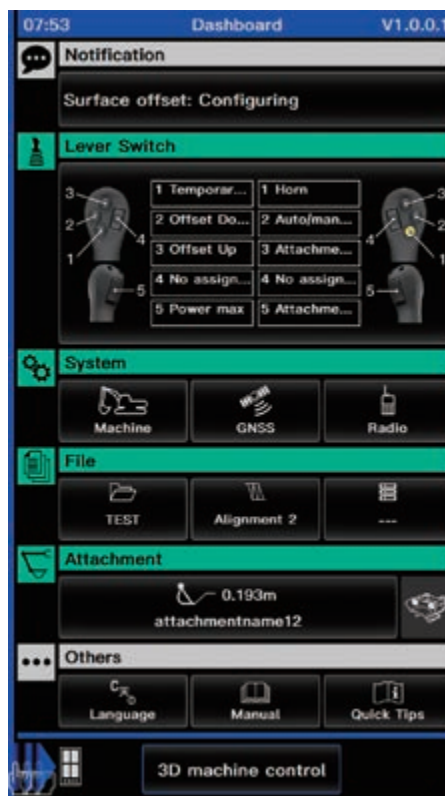 07:53 Dashboard V1.0.0.1
Notification
Surface offset: Configuring
Lever Switch
3 1 Temporar... 1 Horn 3
2 2 Offset Do... 2 Auto/man... 2
4 4
1 3 Offset Up 3 Attachme... 1
4 No assign... 4 No assign...
5 5 Power max 5 Attachme... 5
System
Machine GNSS Radio
File
TEST Alignment 2 ---
Attachment
0.193m
attachmentname12
Others
Language Manual Quick Tips
3D machine control